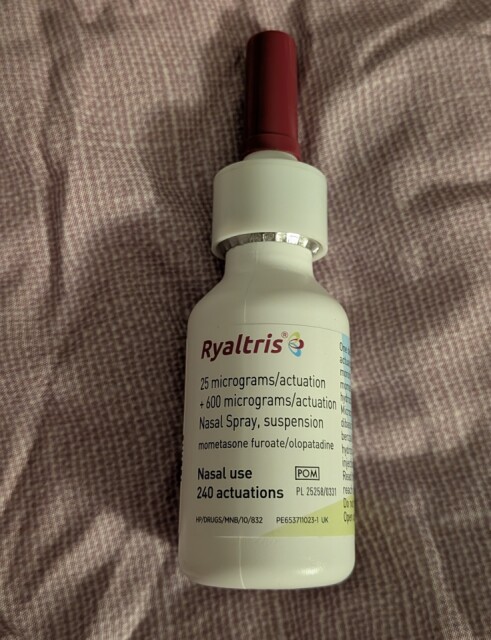 Ryaltris®
25 micrograms/actuation
+ 600 micrograms/actuation
Nasal Spray, suspension
mometasone furoate/olopatadine
Nasal use
240 actuations
POM
PL 25258/0331
HP/DRUGS/MNB/10/832
PE653711023-1 UK